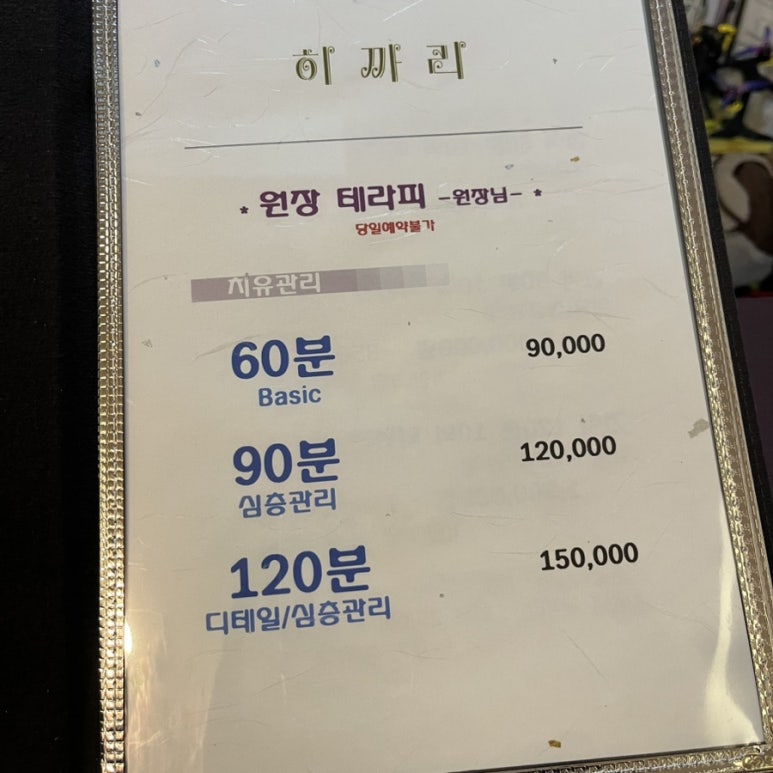 히 까 리
* 원장 테라피 -원장님- *
당일예약불가
치유관리
60분 90,000
Basic
90분 120,000
심층관리
120분 150,000
디테일/심층관리